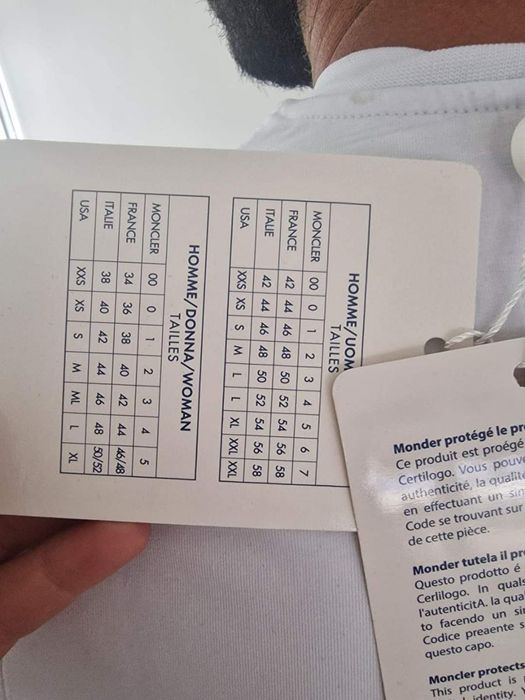 HOMME/UOM
TAILLES
MONCLER 00 0 1 2 3 4 5 6 7
FRANCE 42 44 46 48 50 52 54 56 58
ITALIE 42 44 46 48 50 52 54 56 58
USA XXS XS S M L L XL XXL XXL
HOMME/DONNA/WOMAN
TAILLES
MONCLER 00 0 1 2 3 4 5
FRANCE 34 36 38 40 42 44 46/48
ITALIE 38 40 42 44 46 48 50/52
USA XXS XS S M ML L XL
Monder protégé le pr
Ce produit est proégé
Certilogo. Vous pouv
authenticité, la qualite
en effectuant un sim
Code se trouvant sur
de cette pièce.
Monder tutela il pr
Questo prodotto é
Cerlilogo. In quals
l'autenticitA. la qua
to facendo un si
Codice preaente s
questo capo.
Moncler protects
This product is
identity.